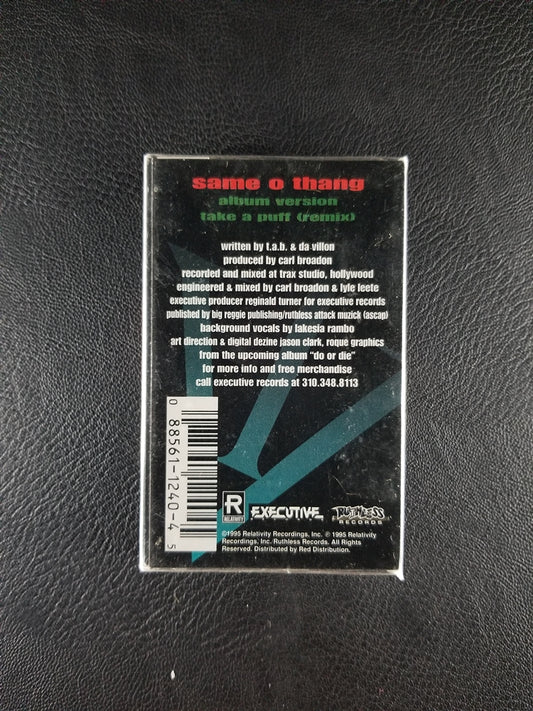 same o thang
album version
take a puff (remix)
written by t.a.b. & da villon
produced by carl broadon
recorded and mixed at trax studio, hollywood
engineered & mixed by carl broadon & lyle leete
executive producer reginald turner for executive records
published by big reggie publishing/ruthless attack muzick (ascap)
background vocals by lakesia rambo
art direction & digital dezine jason clark, roque graphics
from the upcoming album "do or die"
for more info and free merchandise
call executive records at 310.348.8113
0 88561-1240-4 5
R
RELATIVITY
EXECUTIVE
RUTHLESS
RECORDS
©1995 Relativity Recordings, Inc. ℗ 1995 Relativity
Recordings, Inc. Ruthless Records. All Rights
Reserved. Distributed by Red Distribution.